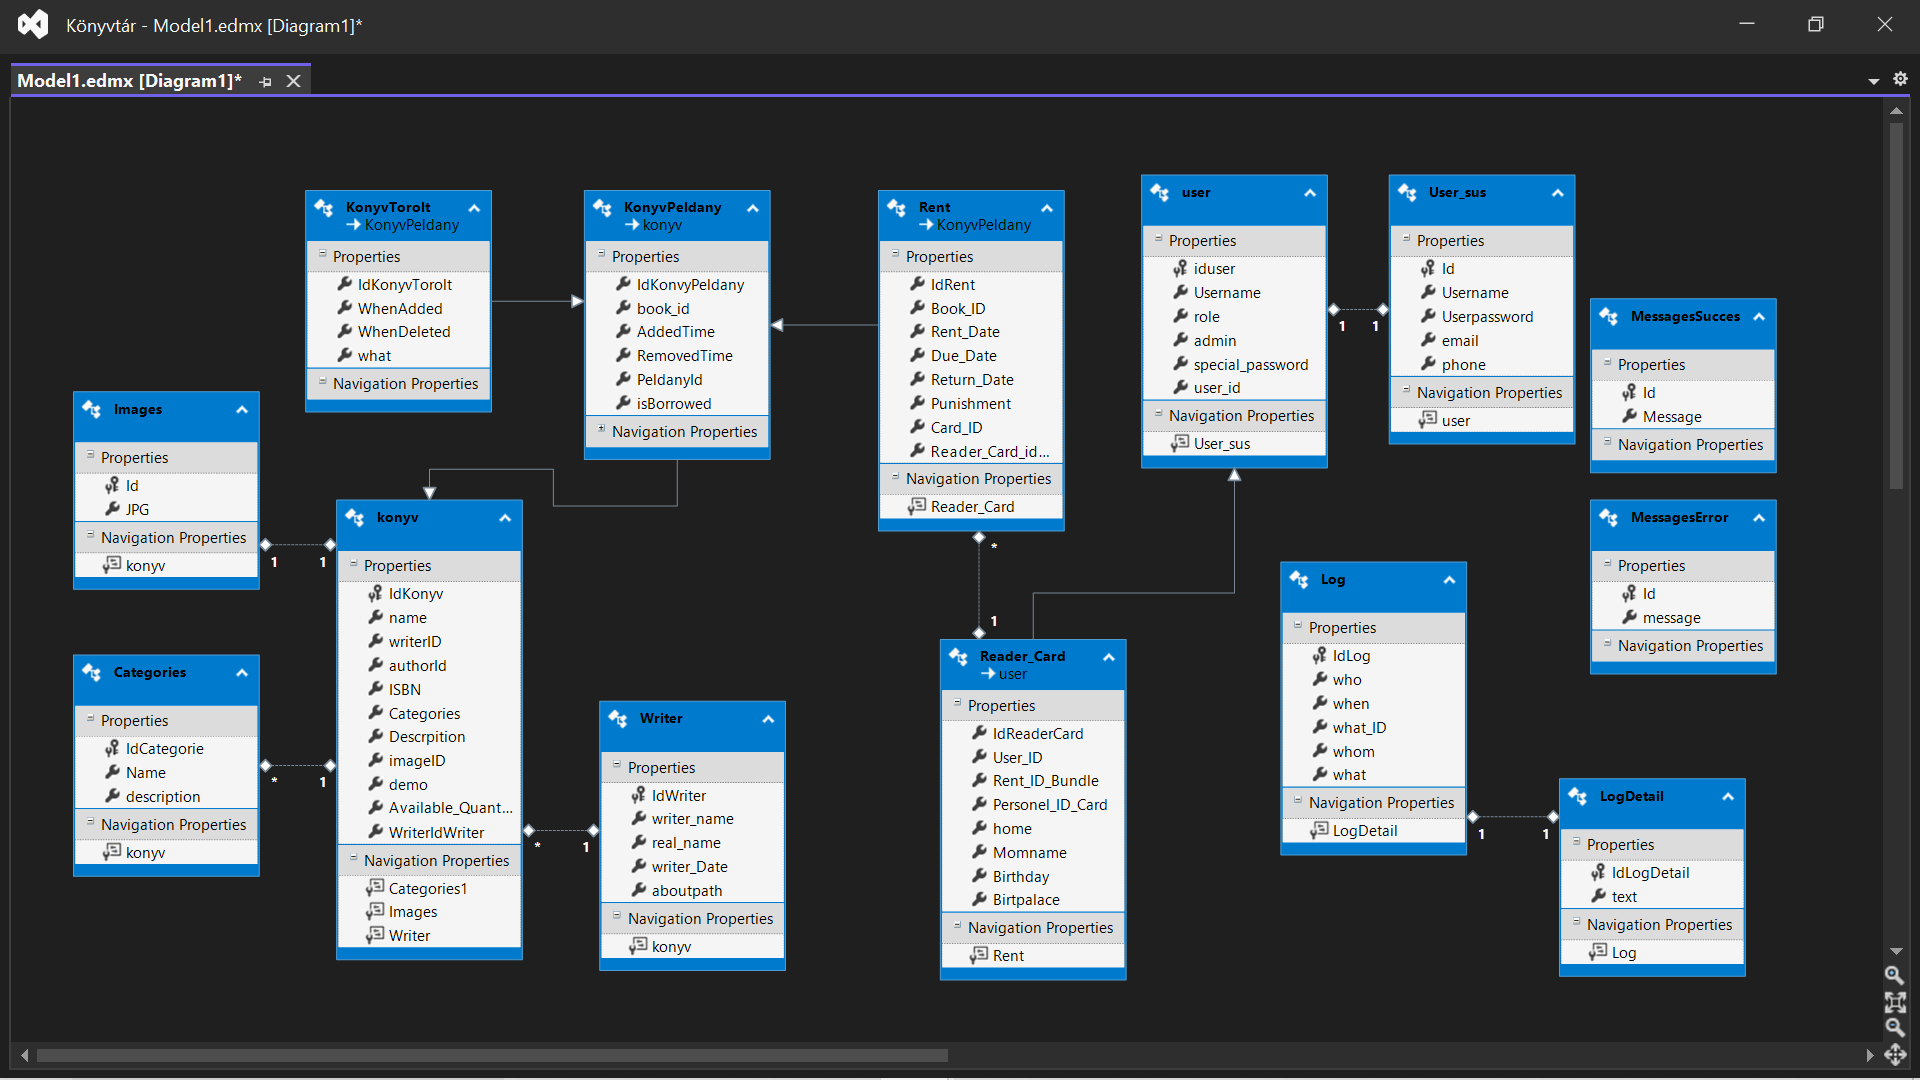 Könyvtár - Model1.edmx [Diagram1]*
Model1.edmx [Diagram1]*
KonyvTorolt
KonyvPeldany
Properties
IdKonyvTorolt
WhenAdded
WhenDeleted
what
Navigation Properties
KonyvPeldany
konyv
Properties
IdKonvyPeldany
book_id
AddedTime
RemovedTime
PeldanyId
isBorrowed
Navigation Properties
Rent
KonyvPeldany
Properties
IdRent
Book_ID
Rent_Date
Due_Date
Return_Date
Punishment
Card_ID
Reader_Card_id...
Navigation Properties
Reader_Card
user
Properties
iduser
Username
role
admin
special_password
user_id
Navigation Properties
User_sus
1
1
User_sus
Properties
Id
Username
Userpassword
email
phone
Navigation Properties
user
MessagesSucces
Properties
Id
Message
Navigation Properties
MessagesError
Properties
Id
message
Navigation Properties
Images
Properties
Id
JPG
Navigation Properties
konyv
1
1
Categories
Properties
IdCategorie
Name
description
Navigation Properties
konyv
*
1
konyv
Properties
IdKonyv
name
writerID
authorId
ISBN
Categories
Descrpition
imageID
demo
Available_Quant...
WriterIdWriter
Navigation Properties
Categories1
Images
Writer
*
1
Writer
Properties
IdWriter
writer_name
real_name
writer_Date
aboutpath
Navigation Properties
konyv
*
1
Reader_Card
user
Properties
IdReaderCard
User_ID
Rent_ID_Bundle
Personel_ID_Card
home
Momname
Birthday
Birtpalace
Navigation Properties
Rent
Log
Properties
IdLog
who
when
what_ID
whom
what
Navigation Properties
LogDetail
1
1
LogDetail
Properties
IdLogDetail
text
Navigation Properties
Log